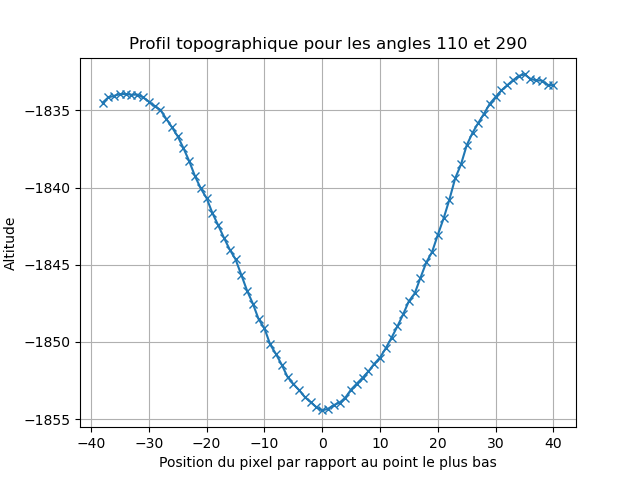 Profil topographique pour les angles 110 et 290
−1835
−1840
−1845
−1850
−1855
Altitude
−40 −30 −20 −10 0 10 20 30 40
Position du pixel par rapport au point le plus bas